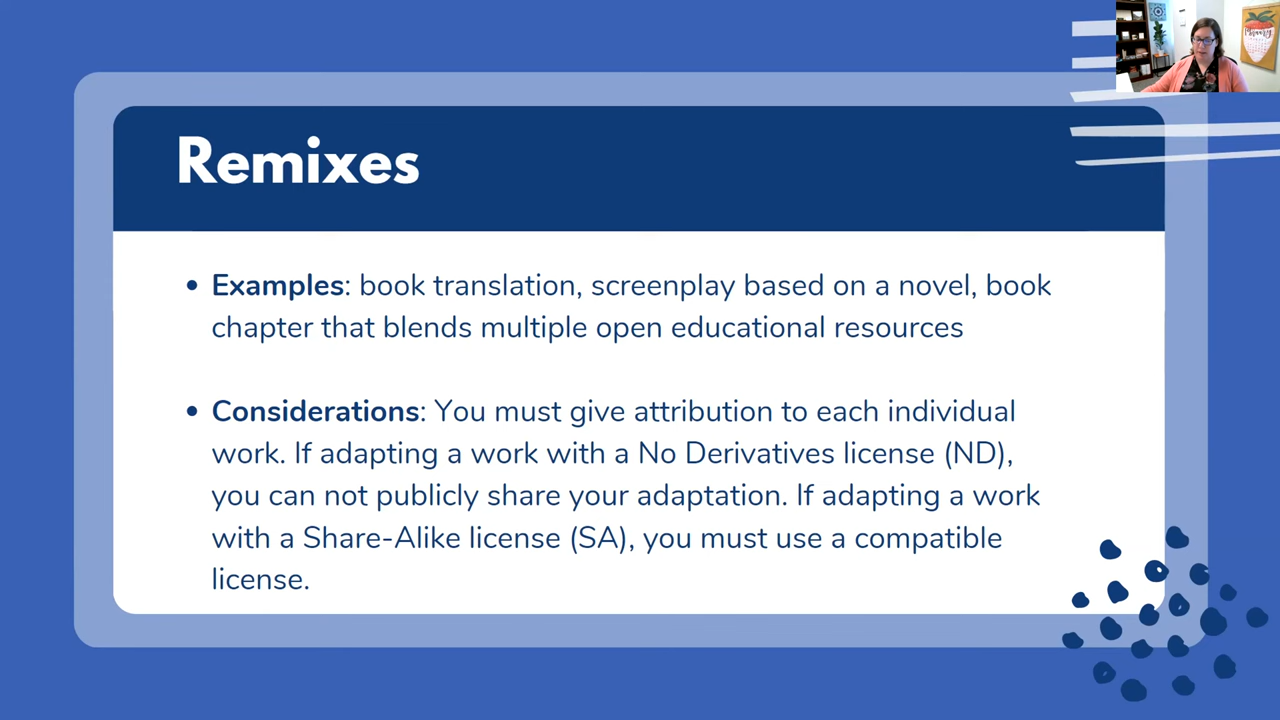 Remixes
• Examples: book translation, screenplay based on a novel, book
chapter that blends multiple open educational resources
• Considerations: You must give attribution to each individual
work. If adapting a work with a No Derivatives license (ND),
you can not publicly share your adaptation. If adapting a work
with a Share-Alike license (SA), you must use a compatible
license.